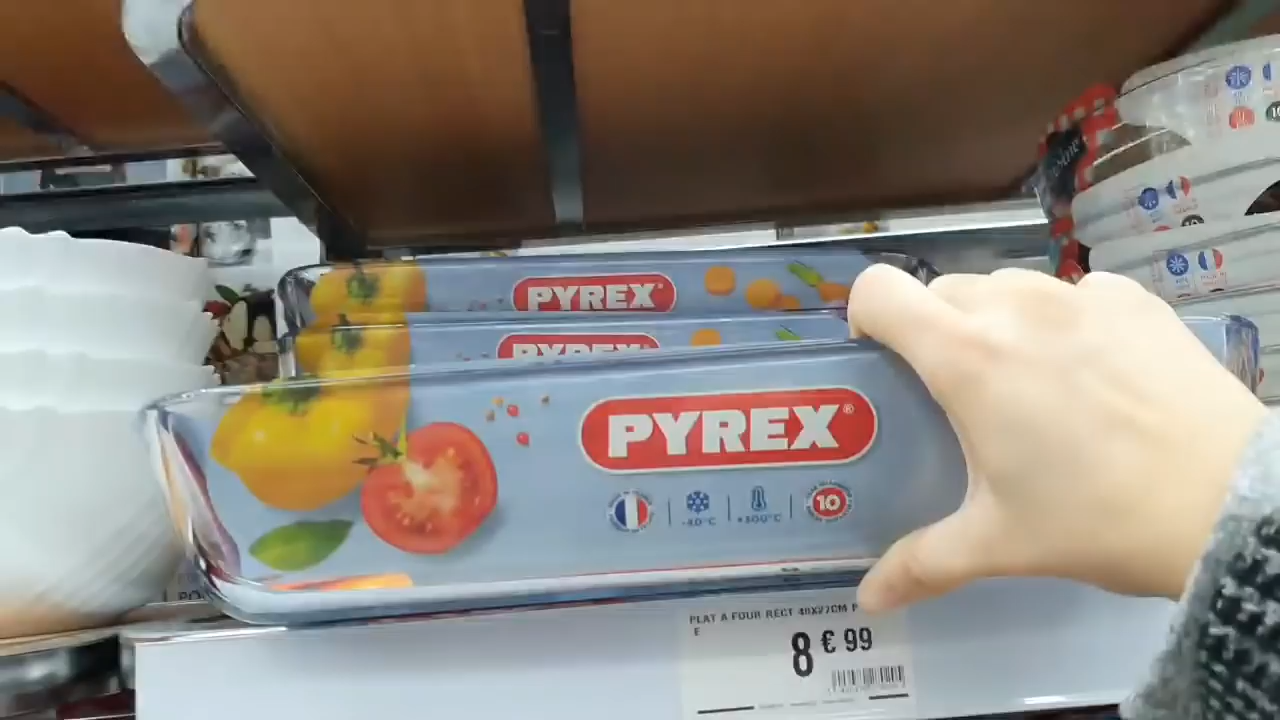 PYREX®
PYREX
PYREX®
-40°C
+300°C
10
PLAT A FOUR RECT 40X27CM P
E
8 € 99